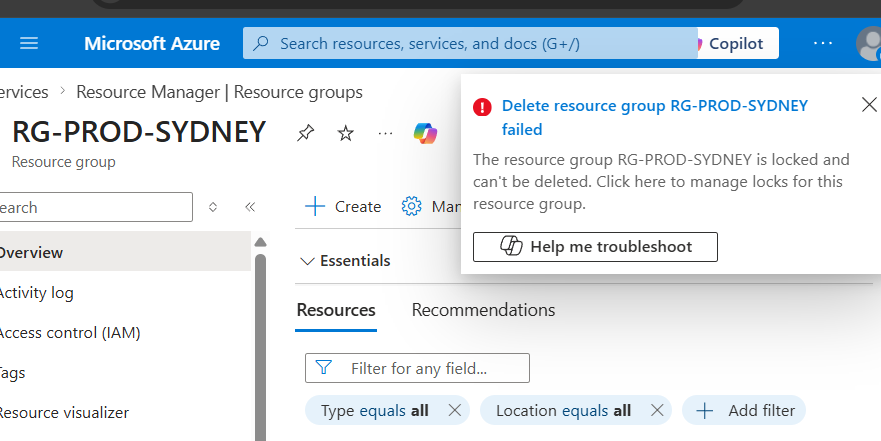 Microsoft Azure
Search resources, services, and docs (G+/)
Copilot
ervices > Resource Manager | Resource groups
RG-PROD-SYDNEY
Resource group
Delete resource group RG-PROD-SYDNEY
failed
The resource group RG-PROD-SYDNEY is locked and
can't be deleted. Click here to manage locks for this
resource group.
Help me troubleshoot
earch
Create
Man
Overview
Activity log
Access control (IAM)
Tags
Resource visualizer
Essentials
Resources Recommendations
Filter for any field...
Type equals all
Location equals all
Add filter